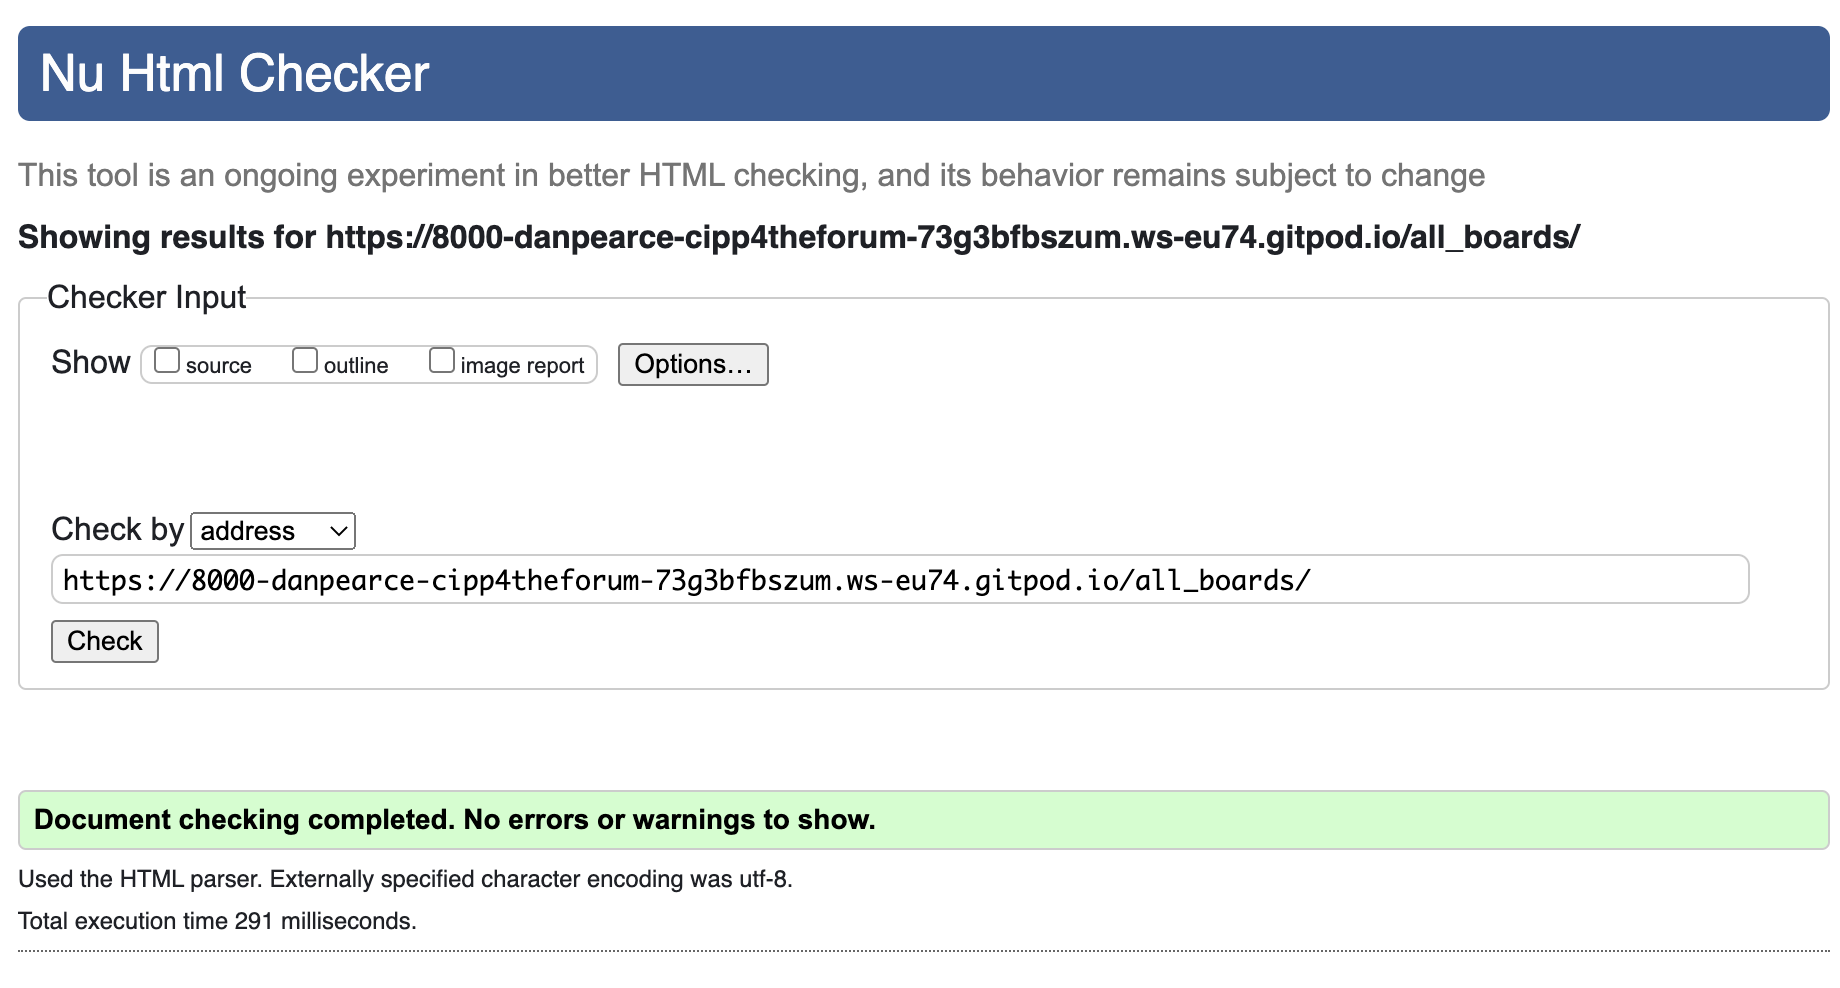 Nu Html Checker
This tool is an ongoing experiment in better HTML checking, and its behavior remains subject to change
Showing results for https://8000-danpearce-cipp4theforum-73g3bfbszum.ws-eu74.gitpod.io/all_boards/
Checker Input
Show source outline image report Options…
Check by address
https://8000-danpearce-cipp4theforum-73g3bfbszum.ws-eu74.gitpod.io/all_boards/
Check
Document checking completed. No errors or warnings to show.
Used the HTML parser. Externally specified character encoding was utf-8.
Total execution time 291 milliseconds.